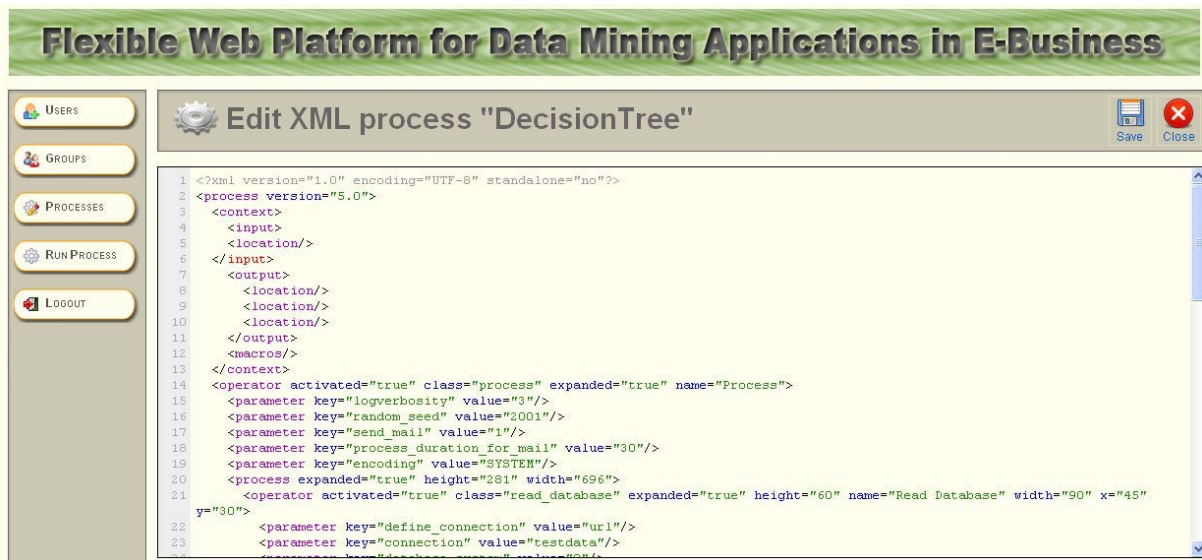 Flexible Web Platform for Data Mining Applications in E-Business
USERS
GROUPS
PROCESSES
RUN PROCESS
LOGOUT
Edit XML process "DecisionTree"
Save
Close
1 <?xml version="1.0" encoding="UTF-8" standalone="no"?>
2 <process version="5.0">
3 <context>
4 <input>
5 <location/>
6 </input>
7 <output>
8 <location/>
9 <location/>
10 <location/>
11 </output>
12 <macros/>
13 </context>
14 <operator activated="true" class="process" expanded="true" name="Process">
15 <parameter key="logverbosity" value="3"/>
16 <parameter key="random_seed" value="2001"/>
17 <parameter key="send_mail" value="1"/>
18 <parameter key="process_duration_for_mail" value="30"/>
19 <parameter key="encoding" value="SYSTEM"/>
20 <process expanded="true" height="281" width="696">
21 <operator activated="true" class="read_database" expanded="true" height="60" name="Read Database" width="90" x="45"
y="30">
22 <parameter key="define_connection" value="url"/>
23 <parameter key="connection" value="testdata"/>